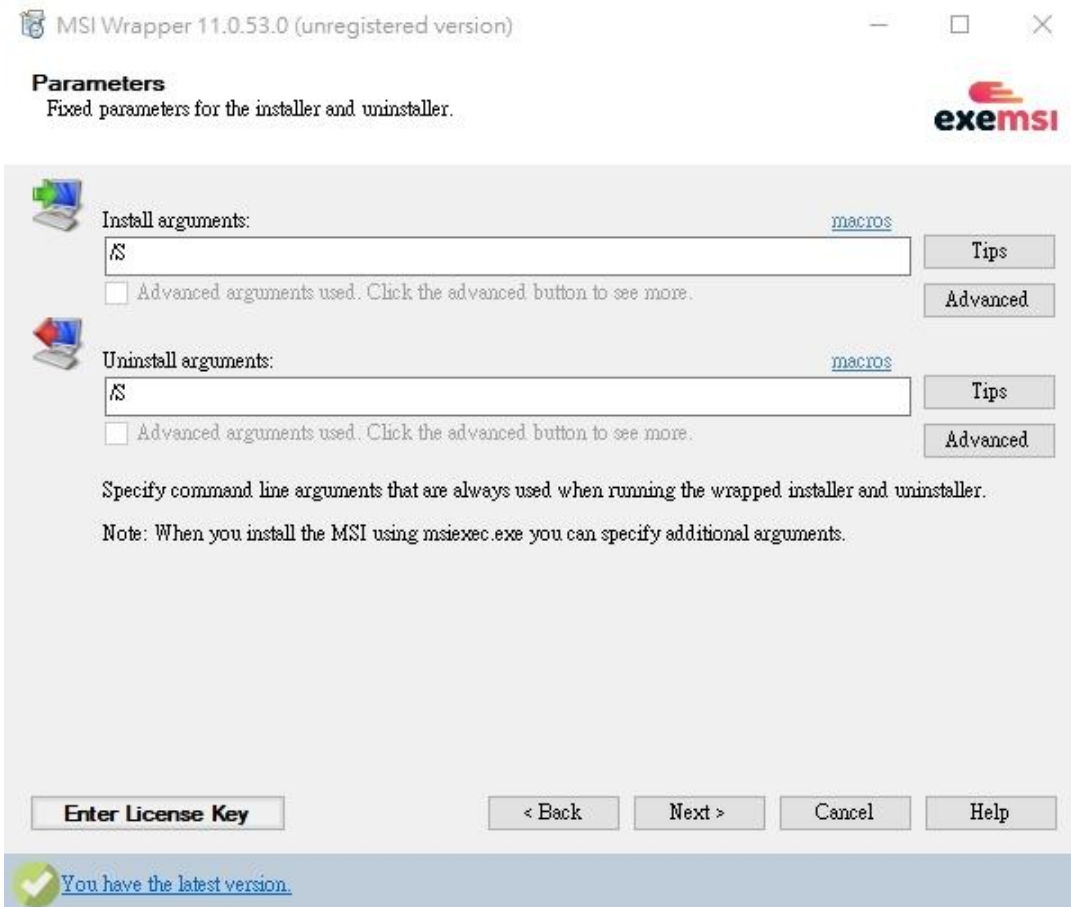 MSI Wrapper 11.0.53.0 (unregistered version)
Parameters
Fixed parameters for the installer and uninstaller.
exemsi
Install arguments:
macros
/S
Tips
Advanced arguments used. Click the advanced button to see more.
Advanced
Uninstall arguments:
macros
/S
Tips
Advanced arguments used. Click the advanced button to see more.
Advanced
Specify command line arguments that are always used when running the wrapped installer and uninstaller.
Note: When you install the MSI using msiexec.exe you can specify additional arguments.
Enter License Key
< Back
Next >
Cancel
Help
You have the latest version.